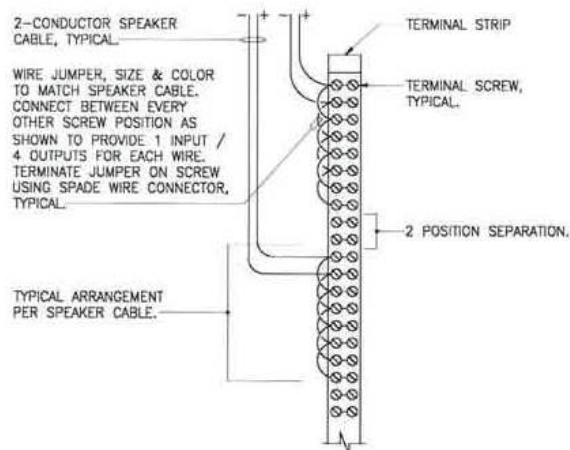 2-CONDUCTOR SPEAKER
CABLE, TYPICAL.
- +
- +
TERMINAL STRIP
WIRE JUMPER, SIZE & COLOR
TO MATCH SPEAKER CABLE.
CONNECT BETWEEN EVERY
OTHER SCREW POSITION AS
SHOWN TO PROVIDE 1 INPUT /
4 OUTPUTS FOR EACH WIRE.
TERMINATE JUMPER ON SCREW
USING SPADE WIRE CONNECTOR,
TYPICAL.
TERMINAL SCREW,
TYPICAL.
2 POSITION SEPARATION.
TYPICAL ARRANGEMENT
PER SPEAKER CABLE.